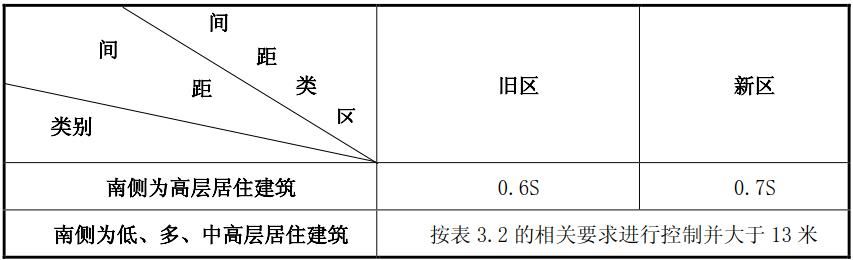 间距类区
间距
类别
旧区 新区
南侧为高层居住建筑 0.6S 0.7S
南侧为低、多、中高层居住建筑 按表 3.2 的相关要求进行控制并大于 13 米